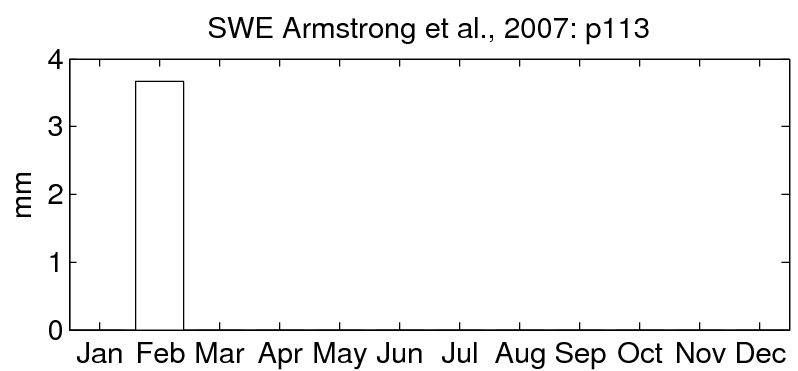 SWE Armstrong et al., 2007: p113
4
3
2
1
0
mm
Jan Feb Mar Apr May Jun Jul Aug Sep Oct Nov Dec